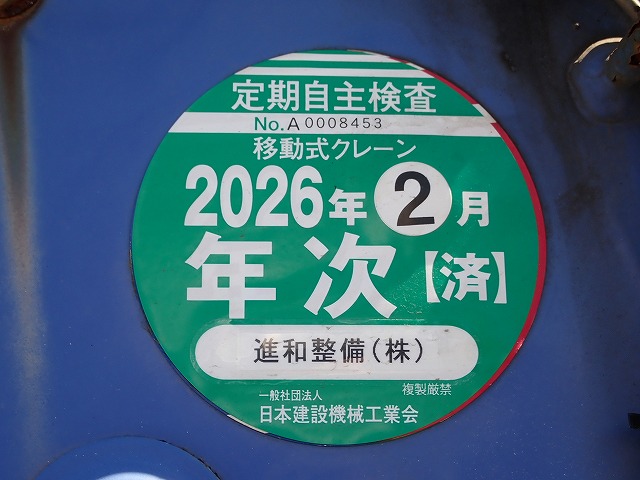 定期自主検査
No.A0008453
移動式クレーン
2026年2月
年次【済】
進和整備(株)
複製厳禁
一般社団法人
日本建設機械工業会